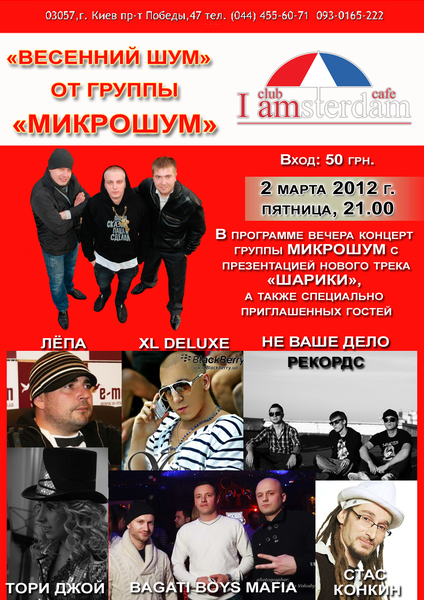 03057,г. Киев пр-т Победы,47 тел. (044) 455-60-71 093-0165-222
«ВЕСЕННИЙ ШУМ»
ОТ ГРУППЫ
«МИКРОШУМ»
club
cafe
I amsterdam
ВХОД: 50 ГРН.
2 МАРТА 2012 Г.
ПЯТНИЦА, 21.00
В ПРОГРАММЕ ВЕЧЕРА КОНЦЕРТ
ГРУППЫ МИКРОШУМ С
ПРЕЗЕНТАЦИЕЙ НОВОГО ТРЕКА
«ШАРИКИ»,
А ТАКЖЕ СПЕЦИАЛЬНО
ПРИГЛАШЕННЫХ ГОСТЕЙ
ЛЁПА
XL DELUXE
НЕ ВАШЕ ДЕЛО
РЕКОРДС
BlackBerry
ТОРИ ДЖОЙ
BAGATI BOYS MAFIA
СТАС
КОНКИН